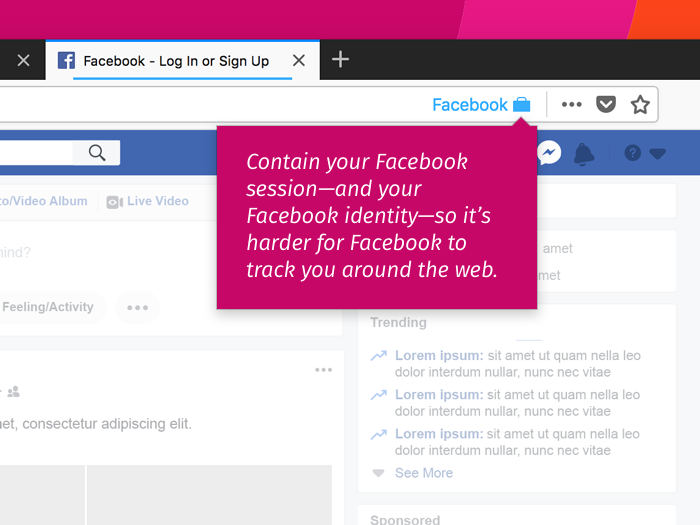 Facebook - Log In or Sign Up
Facebook
Contain your Facebook
session—and your
Facebook identity—so it’s
harder for Facebook to
track you around the web.
to/Video Album
Live Video
mind?
Feeling/Activity
amet
met
Trending
Lorem ipsum: sit amet ut quam nella leo
dolor interdum nullar, nunc nec vitae
Lorem ipsum: sit amet ut quam nella leo
dolor interdum nullar, nunc nec vitae
Lorem ipsum: sit amet ut quam nella leo
dolor interdum nullar, nunc nec vitae
See More
met, consectetur adipiscing elit.
Sponsored